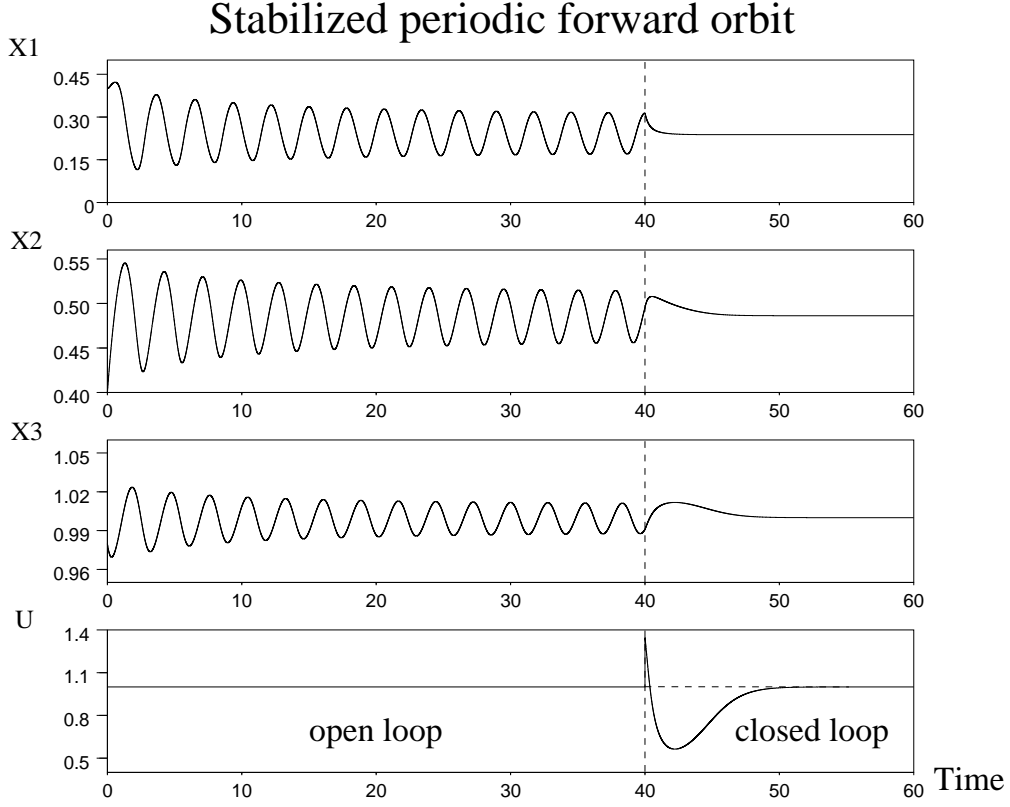 Stabilized periodic forward orbit
X1
0.45
0.30
0.15
0
0 10 20 30 40 50 60
X2
0.55
0.50
0.45
0.40
0 10 20 30 40 50 60
X3
1.05
1.02
0.99
0.96
0 10 20 30 40 50 60
U
1.4
1.1
0.8
0.5
open loop closed loop
0 10 20 30 40 50 60
Time